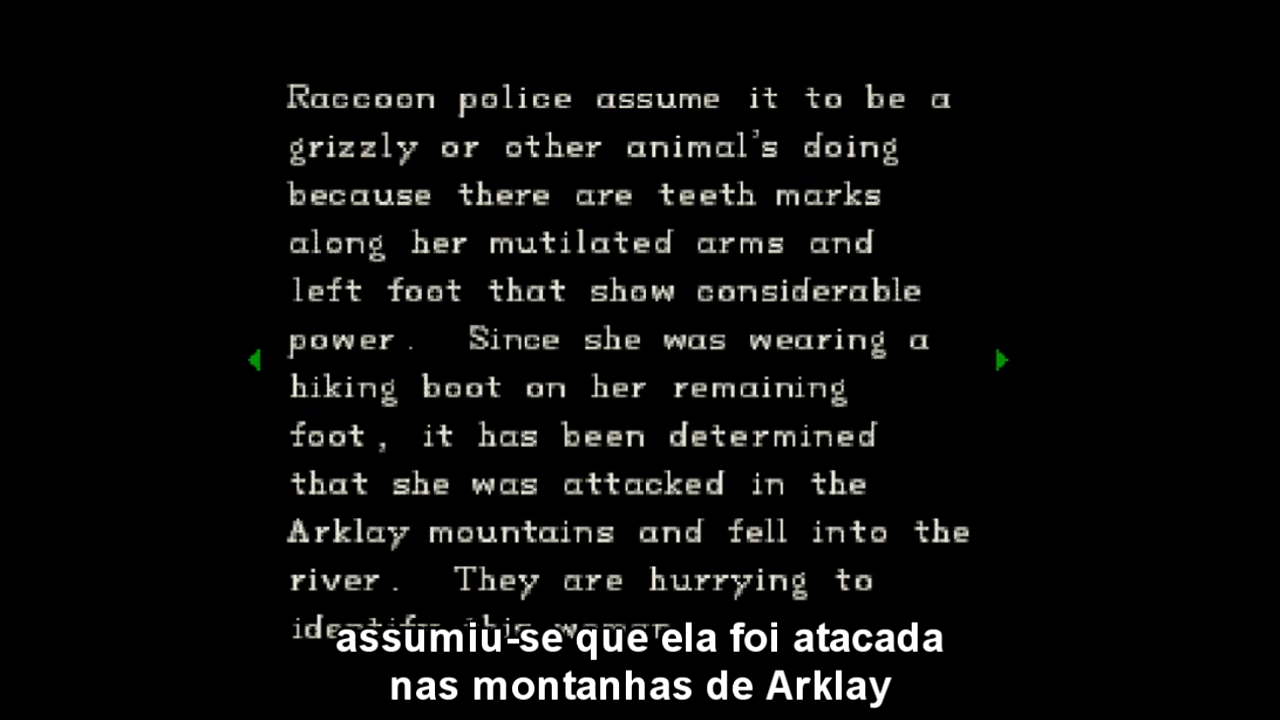 Raccoon police assume it to be a
grizzly or other animal's doing
because there are teeth marks
along her mutilated arms and
left foot that show considerable
power. Since she was wearing a
hiking boot on her remaining
foot, it has been determined
that she was attacked in the
Arklay mountains and fell into the
river. They are hurrying to
identify this woman
assumiu-se que ela foi atacada
nas montanhas de Arklay